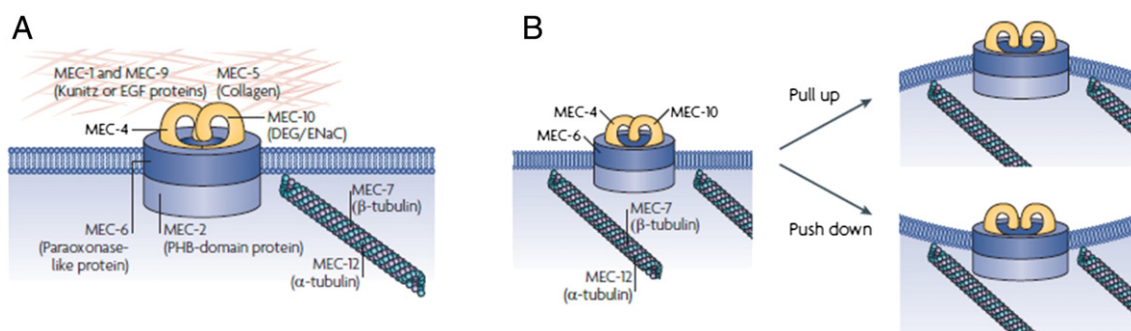 A
MEC-1 and MEC-9
(Kunitz or EGF proteins)
MEC-5
(Collagen)
MEC-4
MEC-10
(DEG/ENaC)
MEC-7
(β-tubulin)
MEC-6
(Paraoxonase-
like protein)
MEC-2
(PHB-domain protein)
MEC-12
(α-tubulin)
B
MEC-4
MEC-10
MEC-6
MEC-7
(β-tubulin)
MEC-12
(α-tubulin)
Pull up
Push down